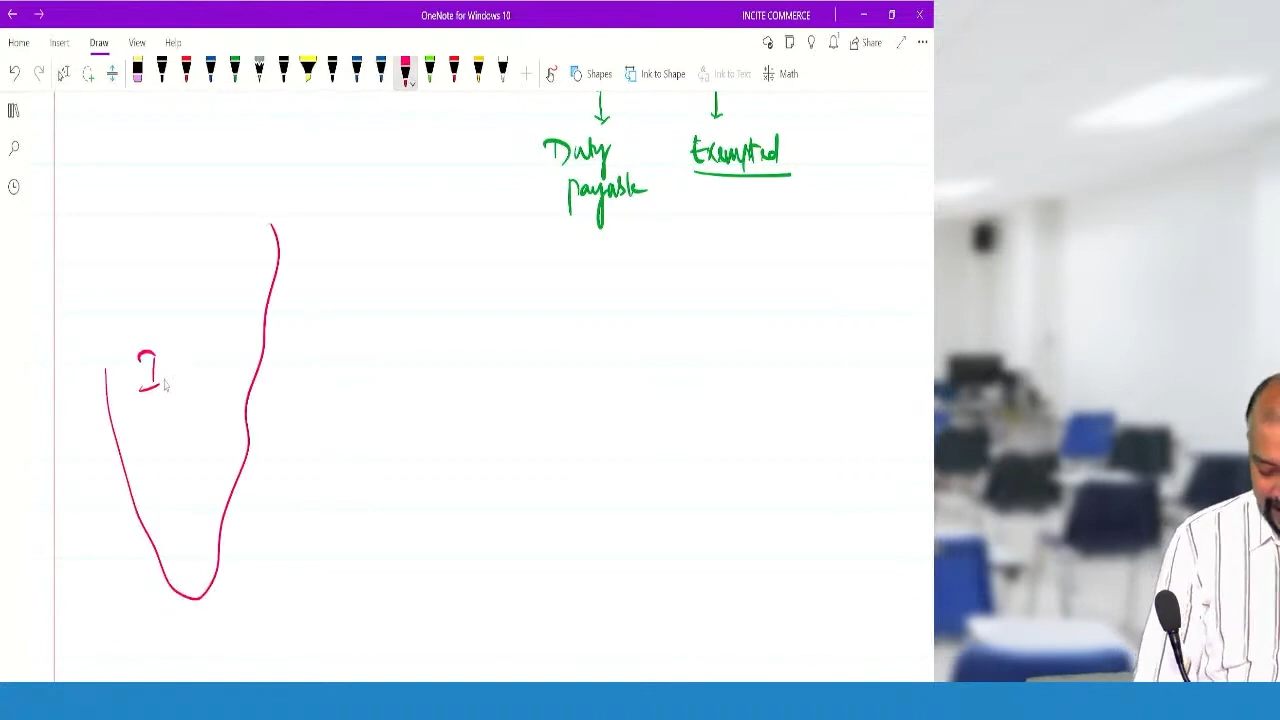 OneNote for Windows 10
INCITE COMMERCE
Home Insert Draw View Help
Share
Shapes Ink to Shape Ink to Text Math
Duty Exempted
payable
I